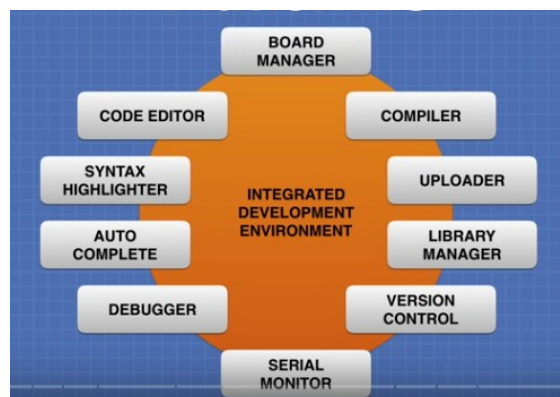 BOARD
MANAGER
CODE EDITOR
COMPILER
SYNTAX
HIGHLIGHTER
UPLOADER
INTEGRATED
DEVELOPMENT
ENVIRONMENT
AUTO
COMPLETE
LIBRARY
MANAGER
DEBUGGER
VERSION
CONTROL
SERIAL
MONITOR